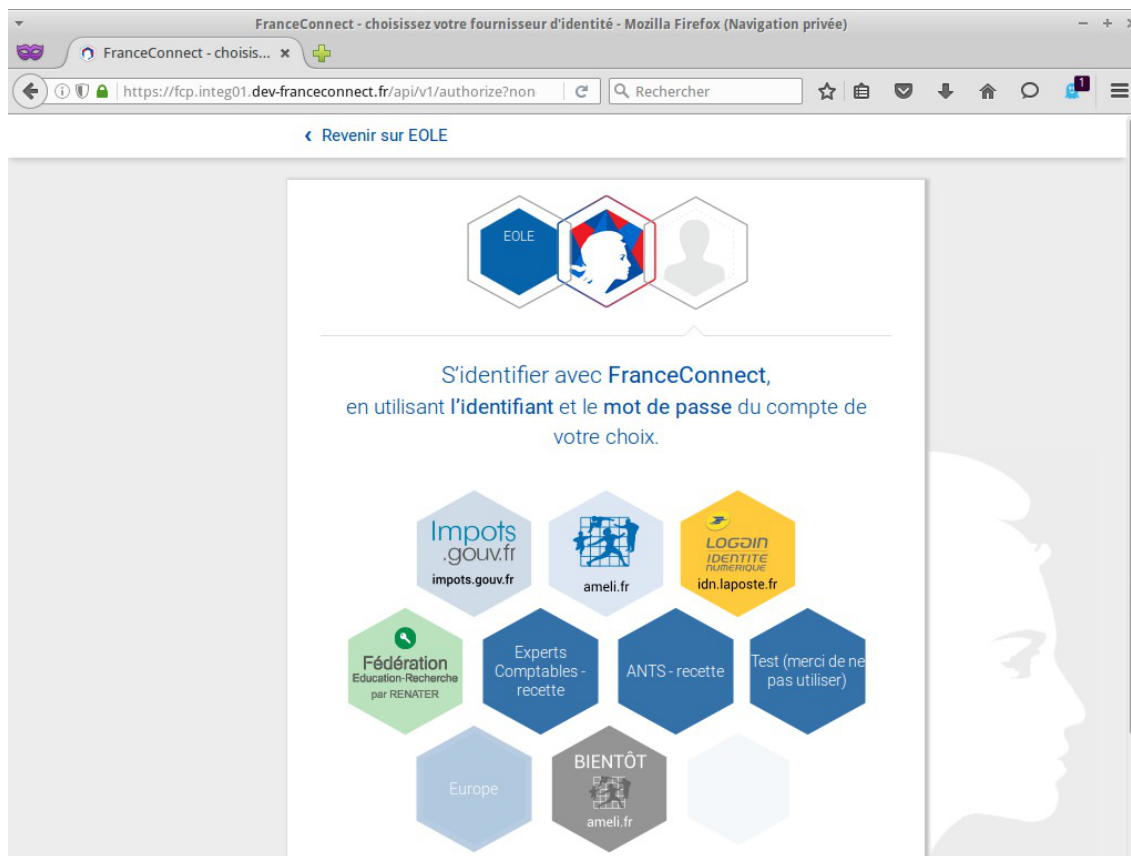 FranceConnect - choisissez votre fournisseur d'identité - Mozilla Firefox (Navigation privée)
FranceConnect - choisis...
https://fcp.integ01.dev-franceconnect.fr/api/v1/authorize?non
Rechercher
1
Revenir sur EOLE
EOLE
S'identifier avec FranceConnect,
en utilisant l'identifiant et le mot de passe du compte de
votre choix.
Impots
.gouv.fr
impots.gouv.fr
ameli.fr
LOGIN
IDENTITE
NUMERIQUE
idn.laposte.fr
Fédération
Education-Recherche
par RENATER
Experts
Comptables -
recette
ANTS - recette
Test (merci de ne
pas utiliser)
Europe
BIENTÔT
ameli.fr